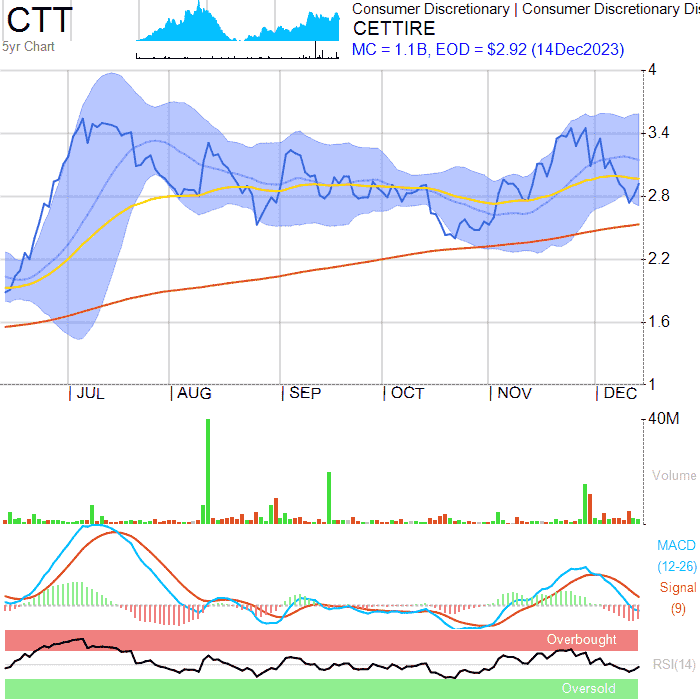 CTT
5yr Chart
Consumer Discretionary | Consumer Discretionary Dis
CETTIRE
MC = 1.1B, EOD = $2.92 (14Dec2023)
4
3.4
2.8
2.2
1.6
1
| JUL | AUG | SEP | OCT | NOV | DEC
40M
Volume
MACD
(12-26)
Signal
(9)
Overbought
RSI(14)
Oversold